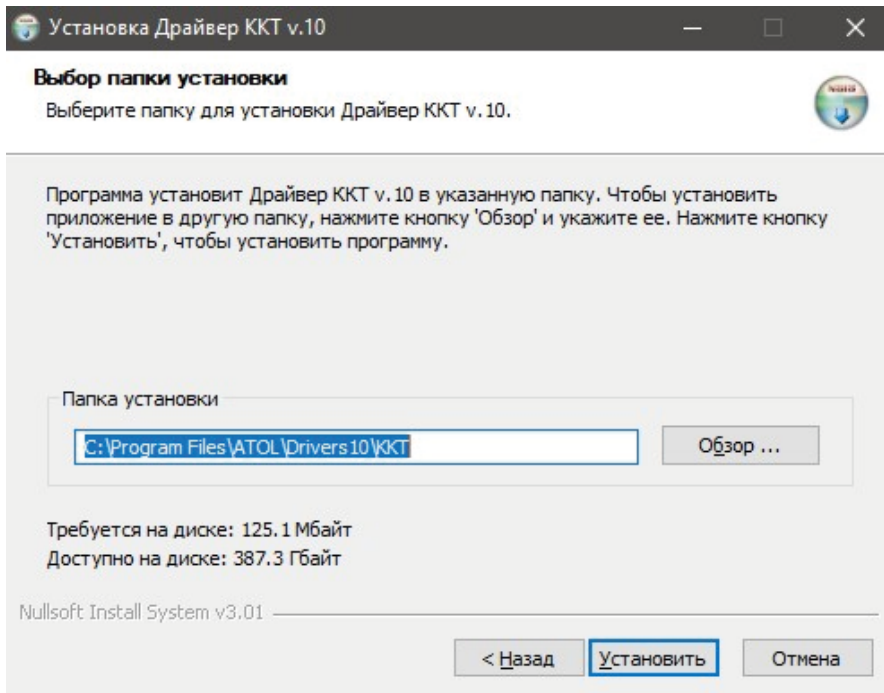 Установка Драйвер ККТ v.10
Выбор папки установки
Выберите папку для установки Драйвер ККТ v.10.
Программа установит Драйвер ККТ v.10 в указанную папку. Чтобы установить
приложение в другую папку, нажмите кнопку 'Обзор' и укажите ее. Нажмите кнопку
'Установить', чтобы установить программу.
Папка установки
C:\Program Files\ATOL\Drivers10\KKT
Обзор ...
Требуется на диске: 125.1 Мбайт
Доступно на диске: 387.3 Гбайт
Nullsoft Install System v3.01
< Назад
Установить
Отмена